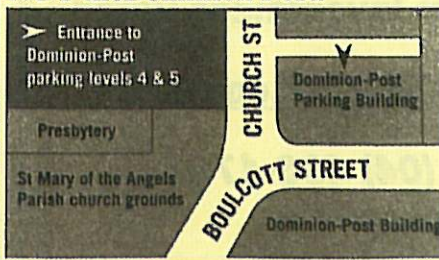 Entrance to
Dominion-Post
parking levels 4 & 5
CHURCH ST
Dominion-Post
Parking Building
Presbytery
St Mary of the Angels
Parish church grounds
BOULCOTT STREET
Dominion-Post Building